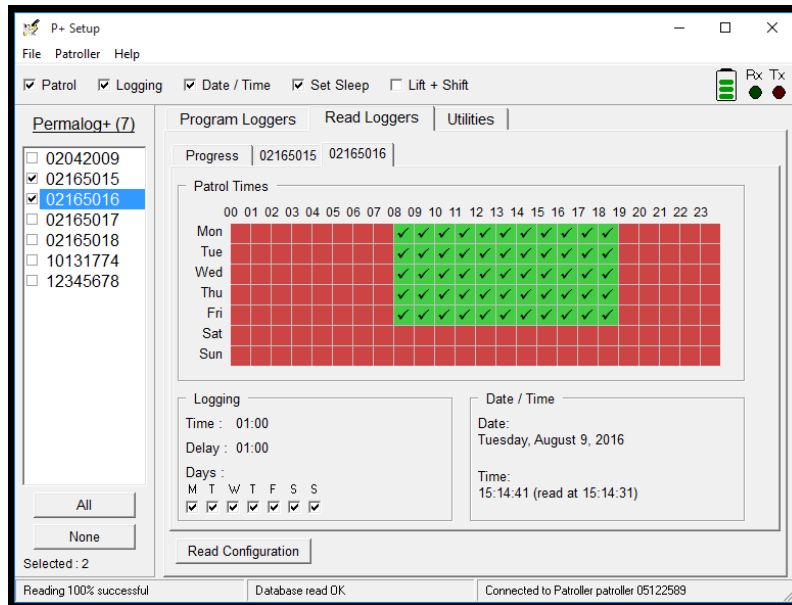 P+ Setup
File Patroller Help
Patrol Logging Date / Time Set Sleep Lift + Shift Rx Tx
Permalog+ (7)
02042009
02165015
02165016
02165017
02165018
10131774
12345678
All
None
Selected : 2
Program Loggers Read Loggers Utilities
Progress 02165015 02165016
Patrol Times
00 01 02 03 04 05 06 07 08 09 10 11 12 13 14 15 16 17 18 19 20 21 22 23
Mon
Tue
Wed
Thu
Fri
Sat
Sun
Logging
Time : 01:00
Delay : 01:00
Days :
M T W T F S S
Date / Time
Date:
Tuesday, August 9, 2016
Time:
15:14:41 (read at 15:14:31)
Read Configuration
Reading 100% successful Database read OK Connected to Patroller patroller 05122589